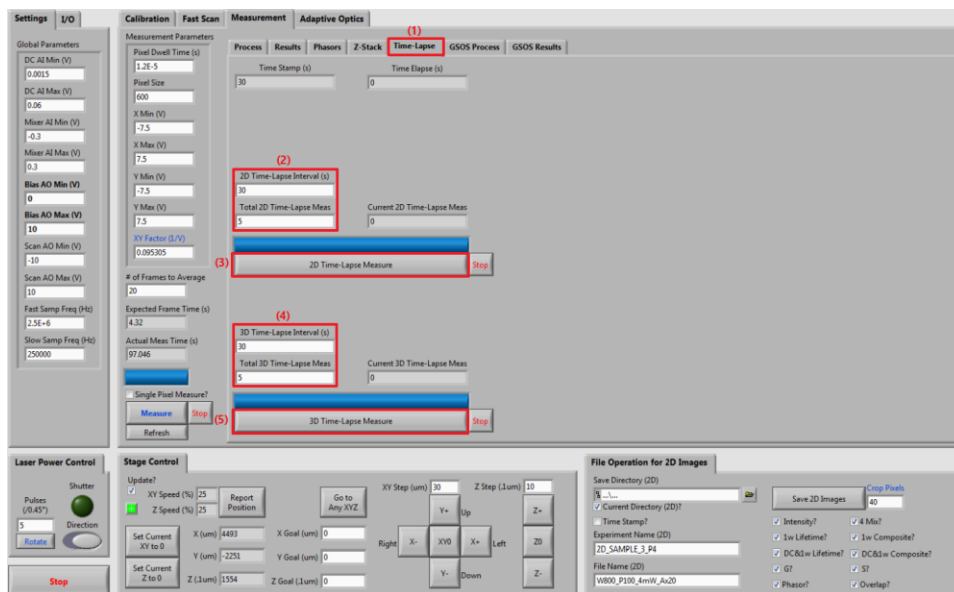 Settings I/O
Global Parameters
DC AI Min (V)
0.0015
DC AI Max (V)
0.06
Mixer AI Min (V)
-0.3
Mixer AI Max (V)
0.3
Bias AO Min (V)
0
Bias AO Max (V)
10
Scan AO Min (V)
-10
Scan AO Max (V)
10
Fast Samp Freq (Hz)
2.5E+6
Slow Samp Freq (Hz)
250000
Calibration Fast Scan Measurement Adaptive Optics
Measurement Parameters
Pixel Dwell Time (s)
1.2E-5
Pixel Size
600
X Min (V)
-7.5
X Max (V)
7.5
Y Min (V)
-7.5
Y Max (V)
7.5
XY Factor (1/V)
0.095305
# of Frames to Average
20
Expected Frame Time (s)
4.32
Actual Meas Time (s)
97.046
Single Pixel Measure?
Measure Stop
Refresh
(1)
Process Results Phasors Z-Stack Time-Lapse GSOS Process GSOS Results
Time Stamp (s) Time Elapse (s)
30 0
(2)
2D Time-Lapse Interval (s)
30
Total 2D Time-Lapse Meas Current 2D Time-Lapse Meas
5 0
(3) 2D Time-Lapse Measure Stop
(4)
3D Time-Lapse Interval (s)
30
Total 3D Time-Lapse Meas Current 3D Time-Lapse Meas
5 0
(5) 3D Time-Lapse Measure Stop
Laser Power Control
Shutter
Pulses
(/0.45°)
5 Direction
Rotate
Stop
Stage Control
Update?
XY Speed (%) 25
Z Speed (%) 25
Report
Position
Go to
Any XYZ
Set Current
XY to 0
Set Current
Z to 0
X (um) 4493 X Goal (um) 0
Y (um) -2251 Y Goal (um) 0
Z (.1um) 1554 Z Goal (.1um) 0
XY Step (um) 30 Z Step (.1um) 10
Y+ Up Z+
Right X- XY0 X+ Left Z0
Y- Down Z-
File Operation for 2D Images
Save Directory (2D)
%...\...
Current Directory (2D)?
Time Stamp?
Experiment Name (2D)
2D_SAMPLE_3_P4
File Name (2D)
W800_P100_4mW_Ax20
Save 2D Images
Crop Pixels
40
Intensity? 4 Mix?
1w Lifetime? 1w Composite?
DC&1w Lifetime? DC&1w Composite?
G? S?
Phasor? Overlap?